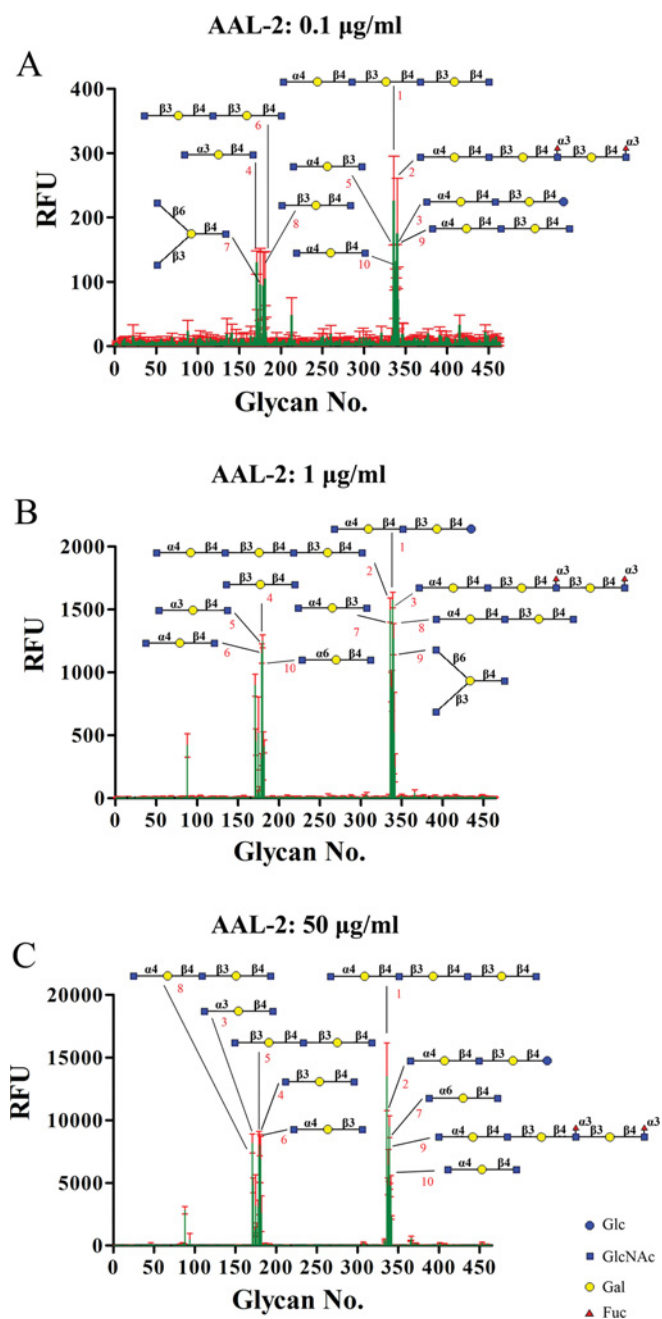 AAL-2: 0.1 µg/ml
A
α4 β4 β3 β4 β3 β4
1
β3 β4 β3 β4
6
α3 β4
4
α4 β3
5
α4 β4 β3 β4 α3 β3 β4 α3
2
β6 β4
β3
7
β3 β4
8
α4 β4 β3 β4
3
α4 β4 β3 β4
9
α4 β4
10
RFU
400
300
200
100
0
0 50 100 150 200 250 300 350 400 450
Glycan No.
AAL-2: 1 µg/ml
B
α4 β4 β3 β4
1
α4 β4 β3 β4 β3 β4
2
β3 β4
4
α4 β4 β3 β4 α3 β3 β4 α3
3
α3 β4
5
α4 β3
7
α4 β4 β3 β4
8
α4 β4
6
α6 β4
10
β6 β4
β3
9
RFU
2000
1500
1000
500
0
0 50 100 150 200 250 300 350 400 450
Glycan No.
AAL-2: 50 µg/ml
C
α4 β4 β3 β4
8
α4 β4 β3 β4 β3 β4
1
α3 β4
3
β3 β4 β3 β4
5
α4 β4 β3 β4
2
β3 β4
4
α6 β4
7
α4 β3
6
α4 β4 β3 β4 α3 β3 β4 α3
9
α4 β4
10
RFU
20000
15000
10000
5000
0
0 50 100 150 200 250 300 350 400 450
Glycan No.
Glc
GlcNAc
Gal
Fuc